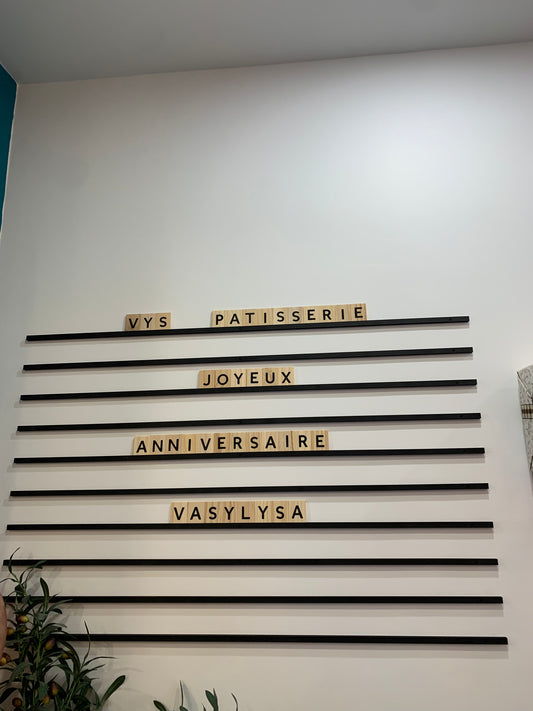 VYS PATISSERIE
JOYEUX
ANNIVERSAIRE
VASYLYSA